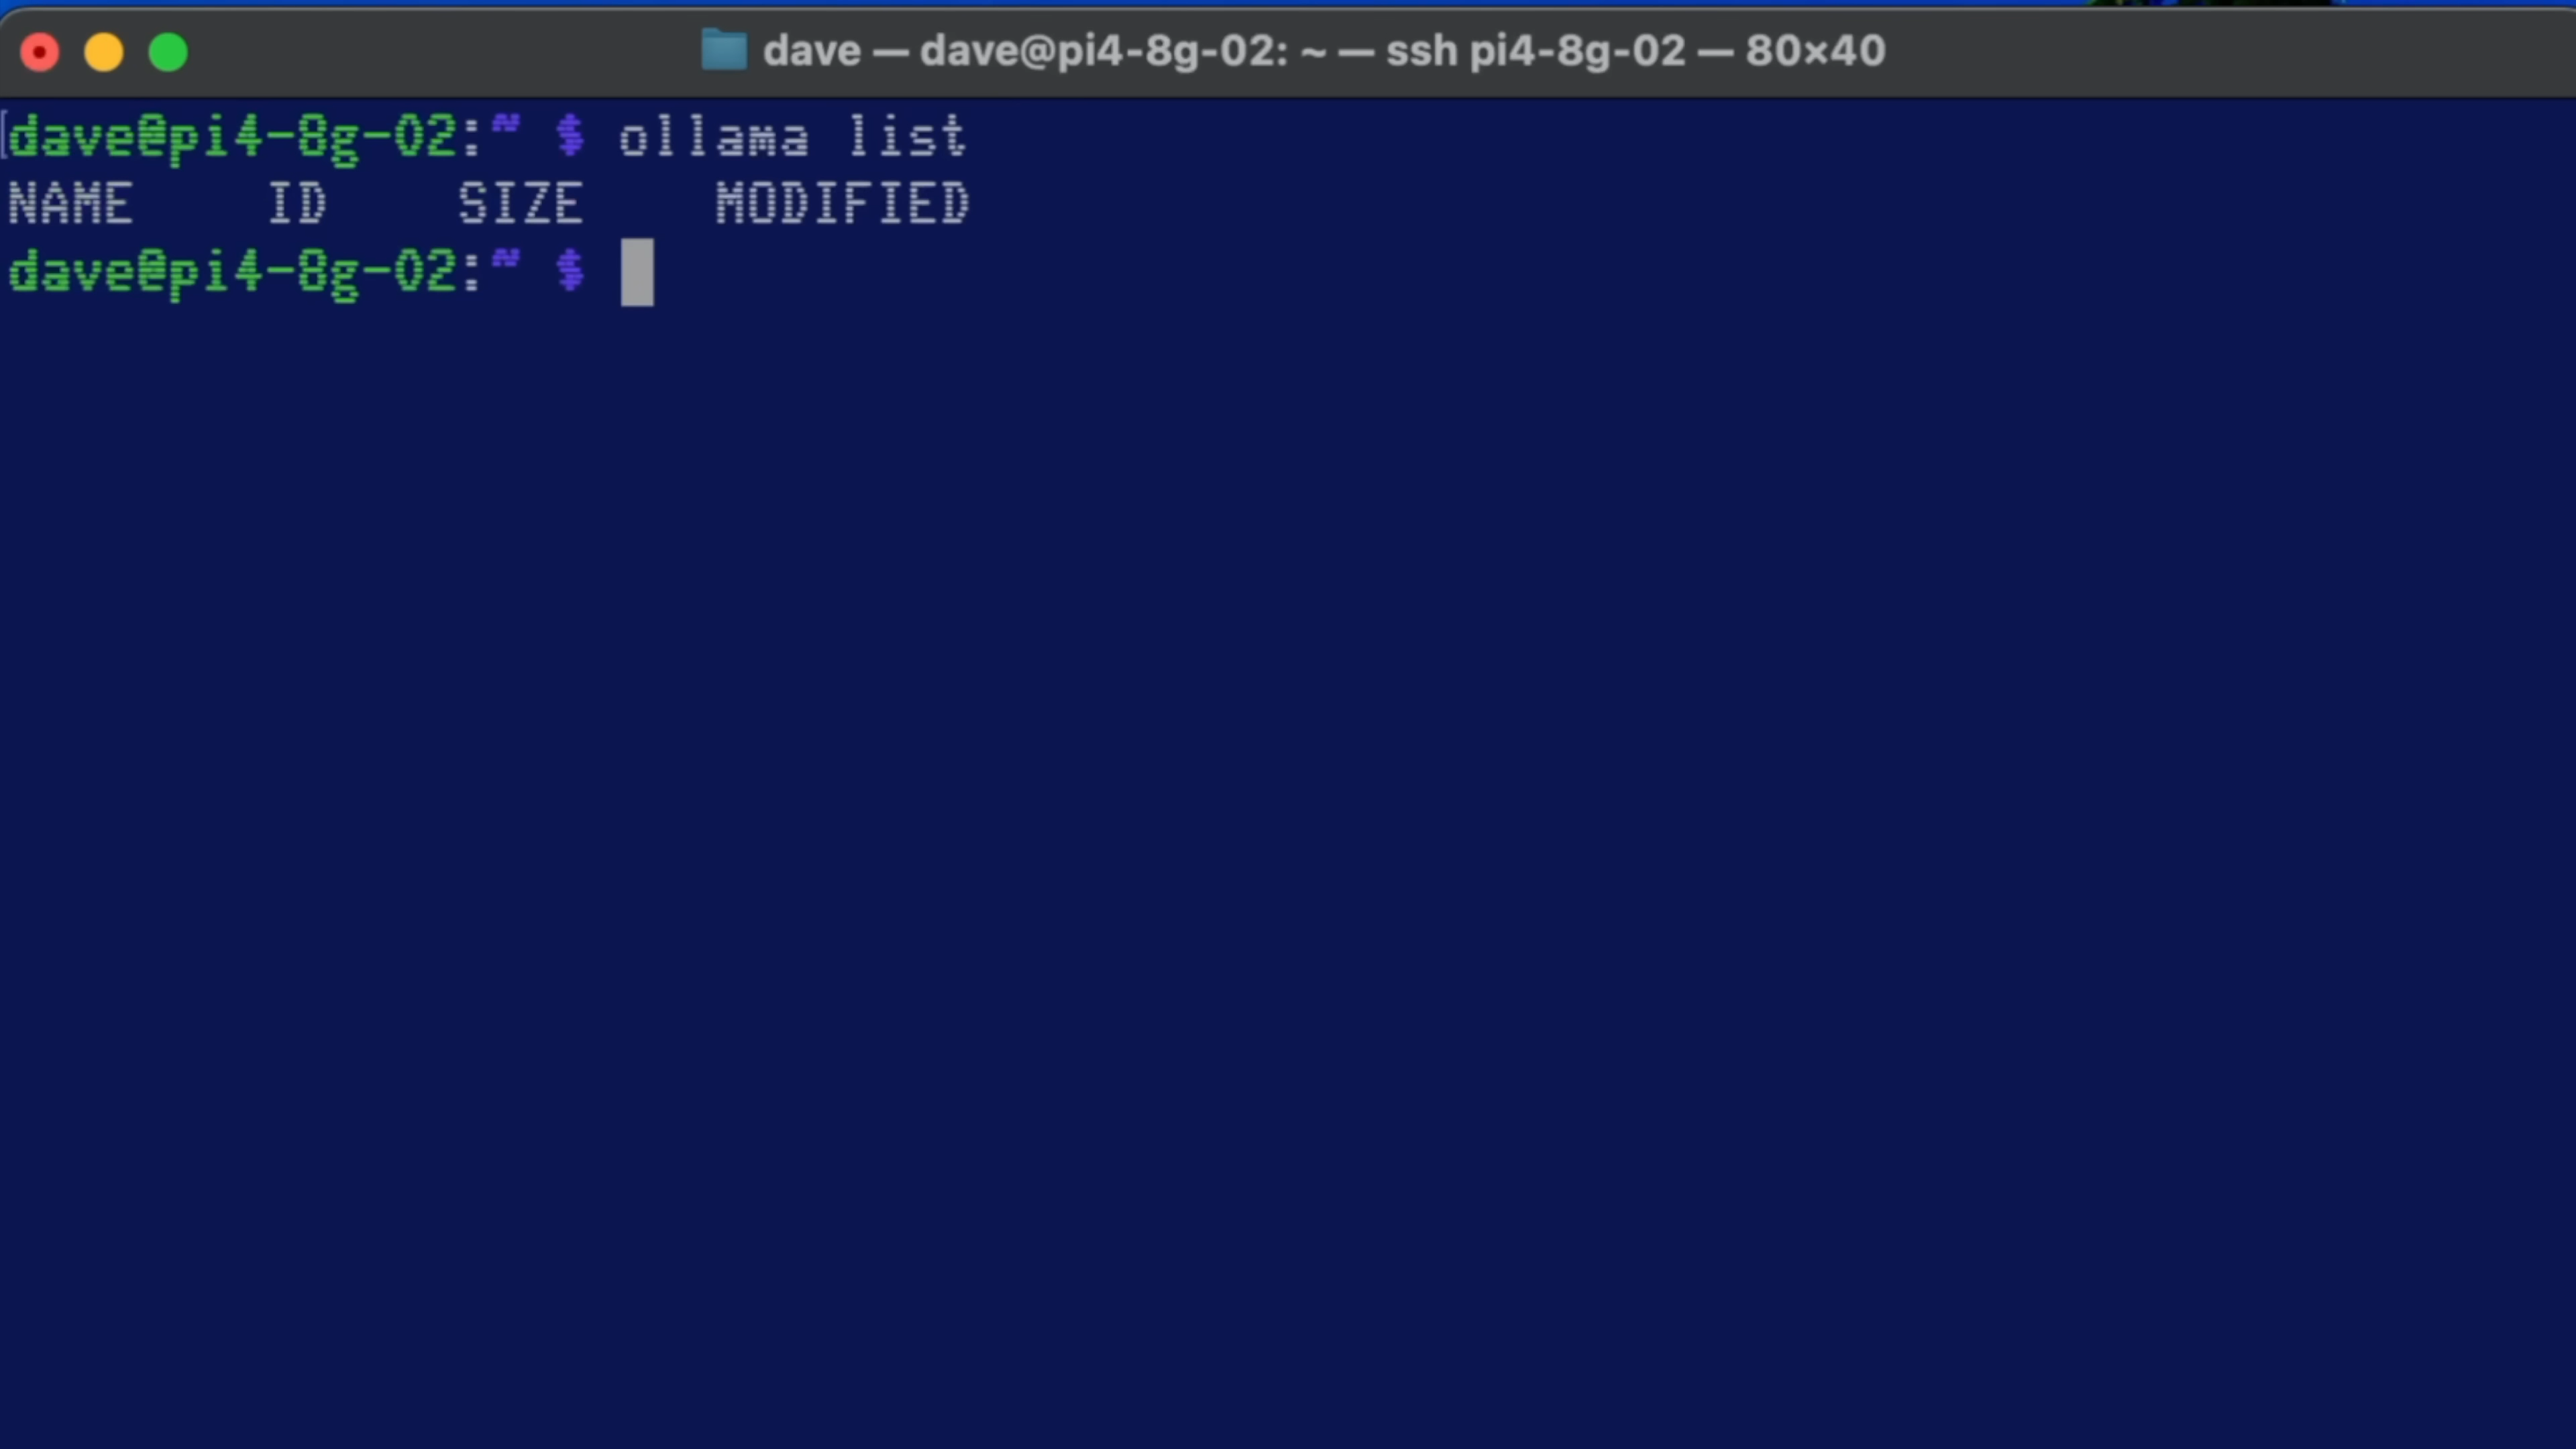 dave — dave@pi4-8g-02: ~ — ssh pi4-8g-02 — 80×40
dave@pi4-8g-02:~ $ ollama list
NAME    ID    SIZE    MODIFIED
dave@pi4-8g-02:~ $